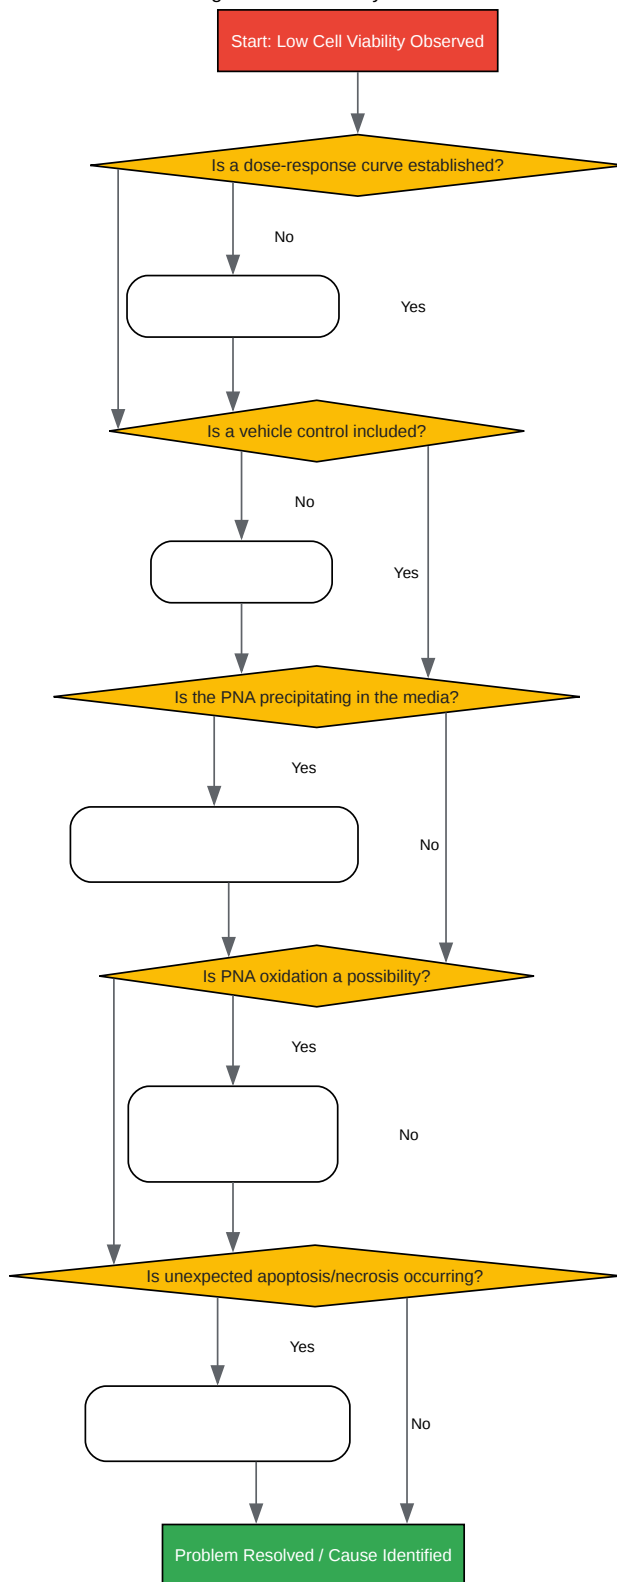 Start: Low Cell Viability Observed
Is a dose-response curve established?
No
Yes
Is a vehicle control included?
No
Yes
Is the PNA precipitating in the media?
Yes
No
Is PNA oxidation a possibility?
Yes
No
Is unexpected apoptosis/necrosis occurring?
Yes
No
Problem Resolved / Cause Identified